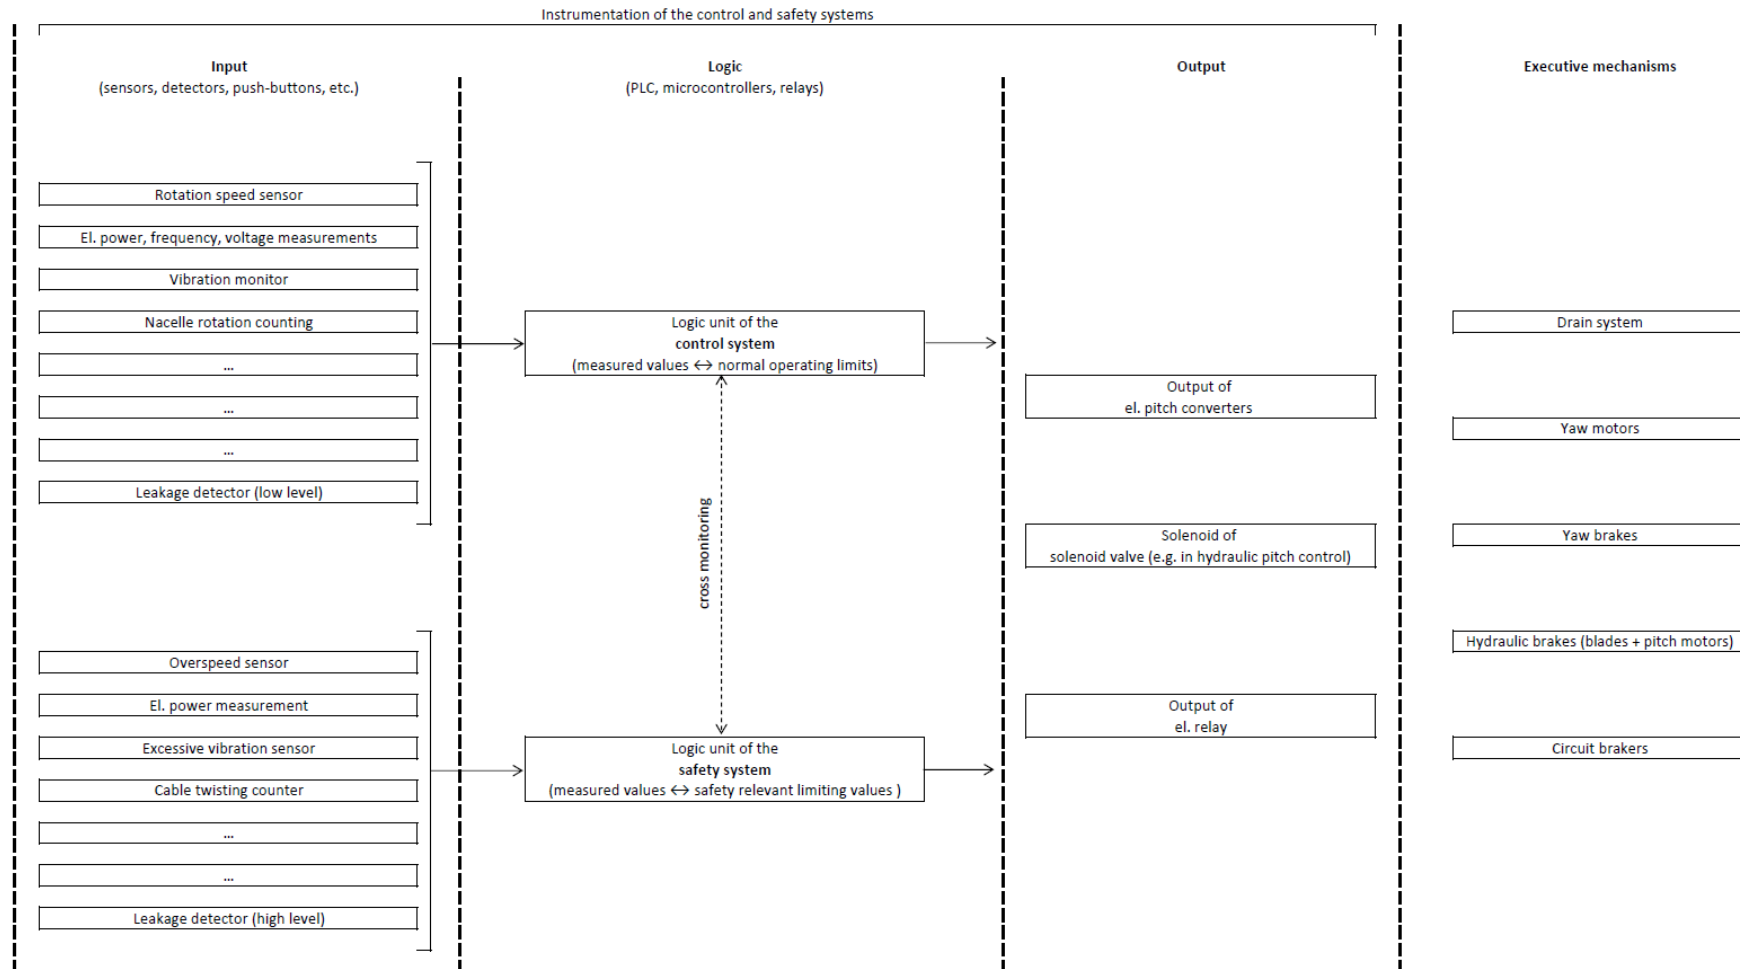 Instrumentation of the control and safety systems
Input
(sensors, detectors, push-buttons, etc.)
Logic
(PLC, microcontrollers, relays)
Output
Executive mechanisms
Rotation speed sensor
El. power, frequency, voltage measurements
Vibration monitor
Nacelle rotation counting
...
...
...
Leakage detector (low level)
Overspeed sensor
El. power measurement
Excessive vibration sensor
Cable twisting counter
...
...
Leakage detector (high level)
Logic unit of the
control system
(measured values ↔ normal operating limits)
cross monitoring
Logic unit of the
safety system
(measured values ↔ safety relevant limiting values )
Output of
el. pitch converters
Solenoid of
solenoid valve (e.g. in hydraulic pitch control)
Output of
el. relay
Drain system
Yaw motors
Yaw brakes
Hydraulic brakes (blades + pitch motors)
Circuit brakers